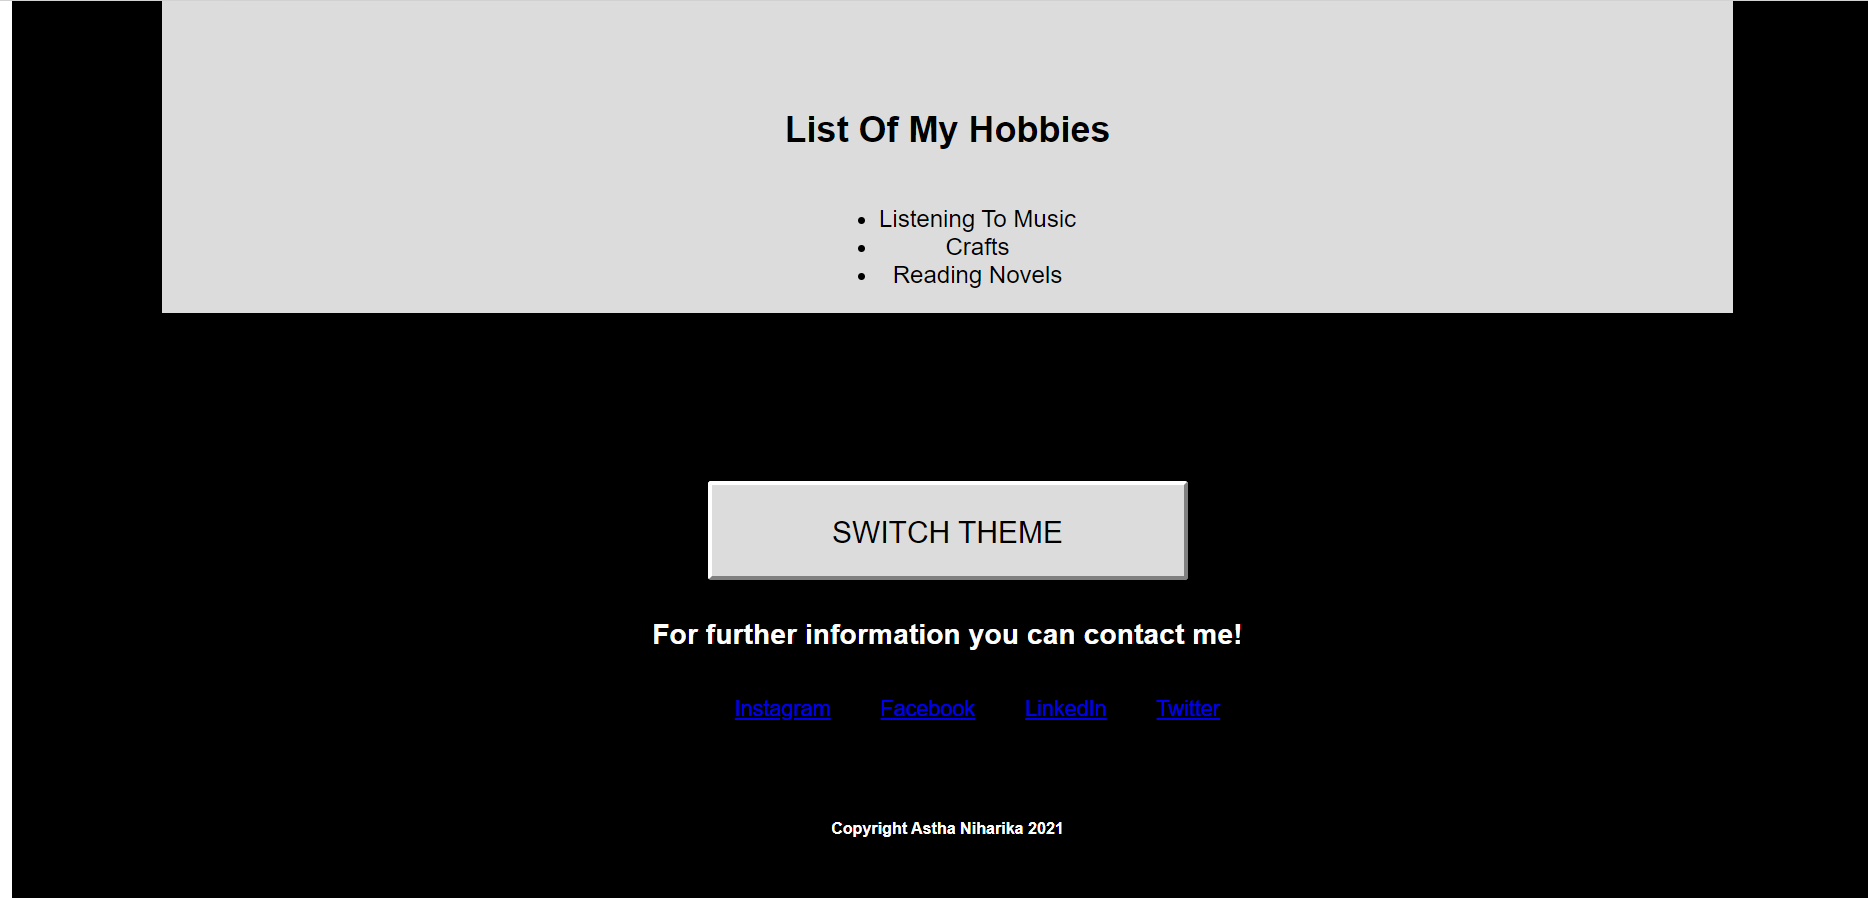 List Of My Hobbies
• Listening To Music
• Crafts
• Reading Novels
SWITCH THEME
For further information you can contact me!
Instagram Facebook LinkedIn Twitter
Copyright Astha Niharika 2021